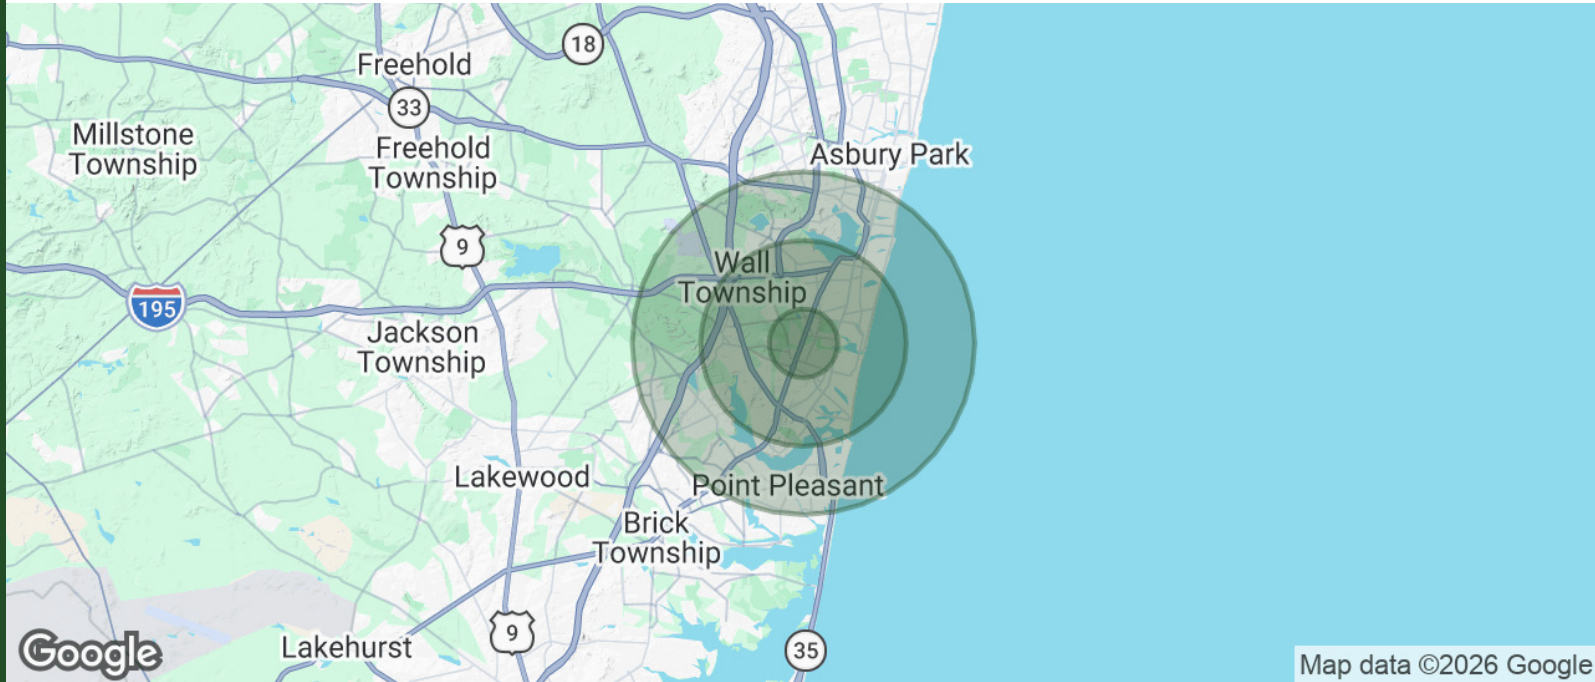 18
Freehold
33
Millstone
Township
Freehold
Township
Asbury Park
9
Wall
Township
195
Jackson
Township
Lakewood
Point Pleasant
Brick
Township
9
Lakehurst
35
Google
Map data ©2026 Google